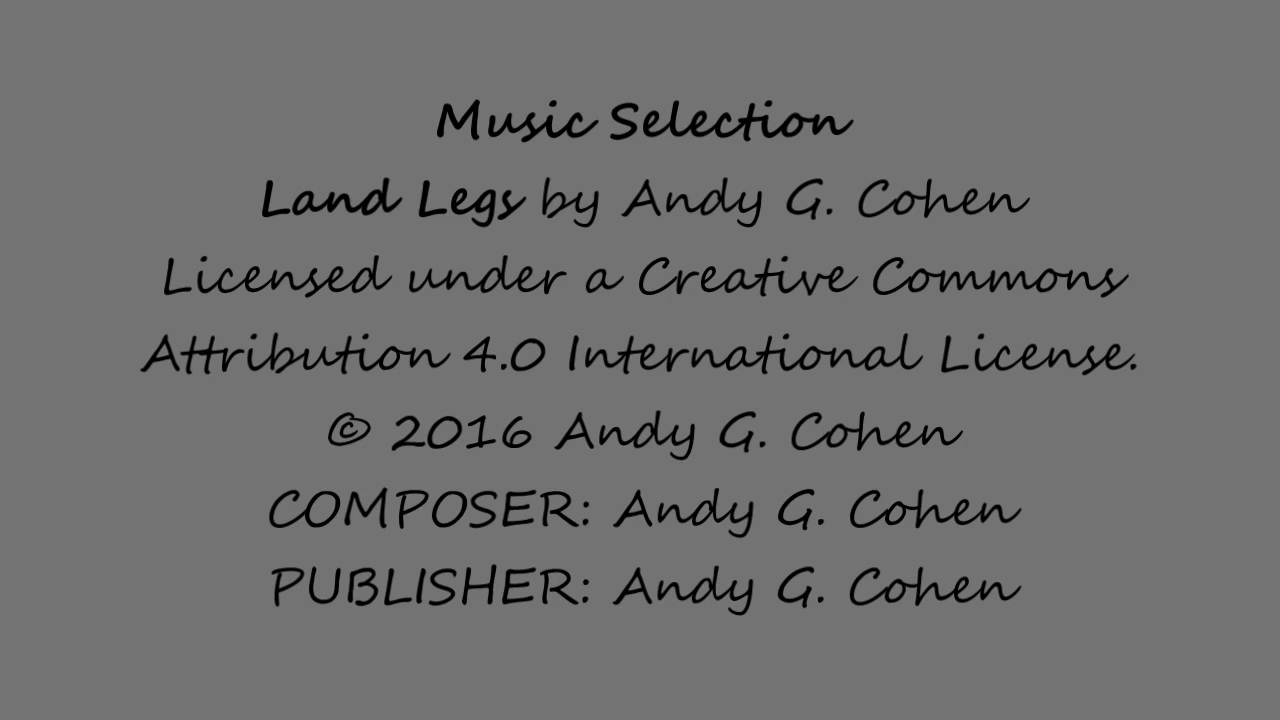 Music Selection
Land Legs by Andy G. Cohen
Licensed under a Creative Commons
Attribution 4.0 International License.
© 2016 Andy G. Cohen
COMPOSER: Andy G. Cohen
PUBLISHER: Andy G. Cohen